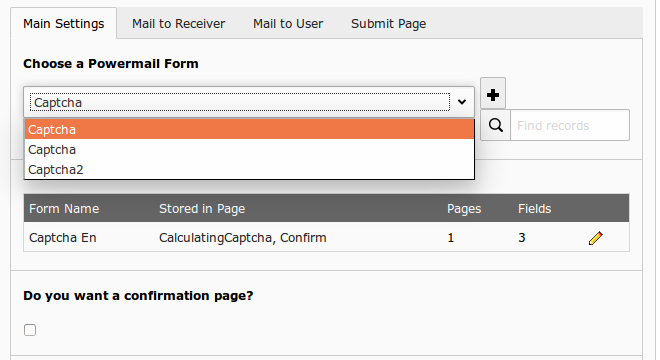 Main Settings Mail to Receiver Mail to User Submit Page
Choose a Powermail Form
Captcha
Captcha
Captcha
Captcha2
Find records
Form Name Stored in Page Pages Fields
Captcha En CalculatingCaptcha, Confirm 1 3
Do you want a confirmation page?